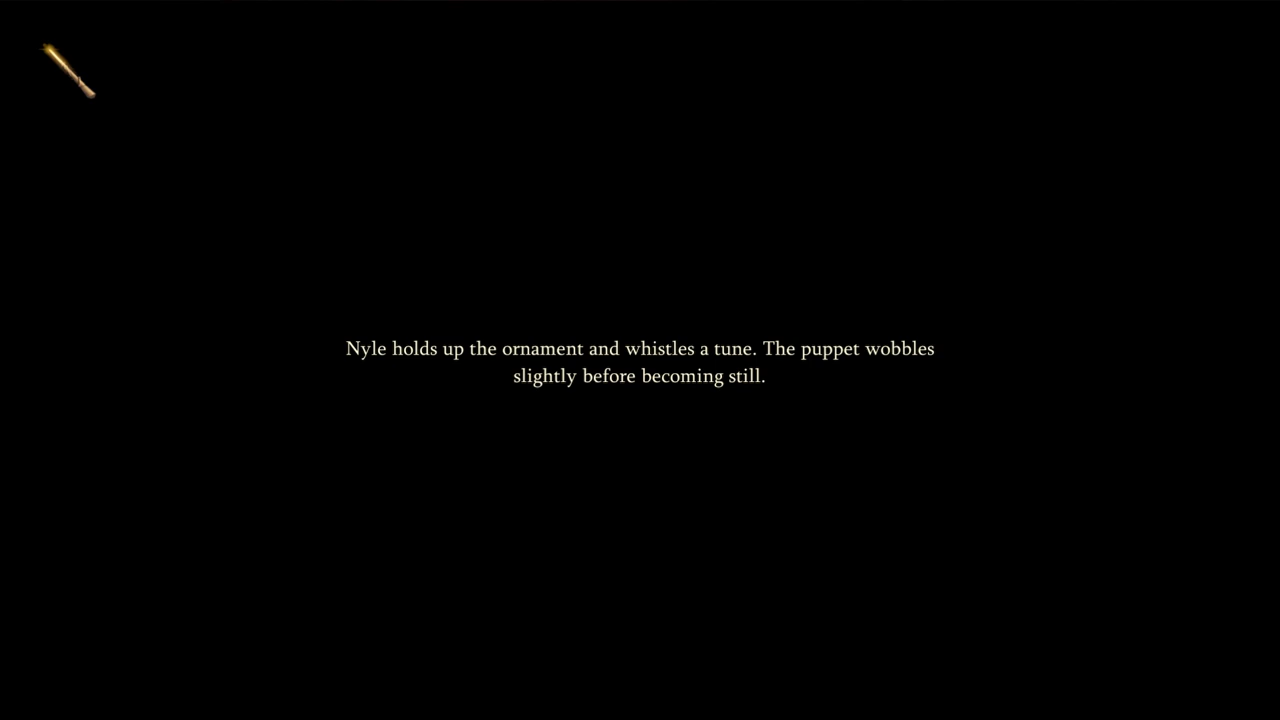 Nyle holds up the ornament and whistles a tune. The puppet wobbles
slightly before becoming still.